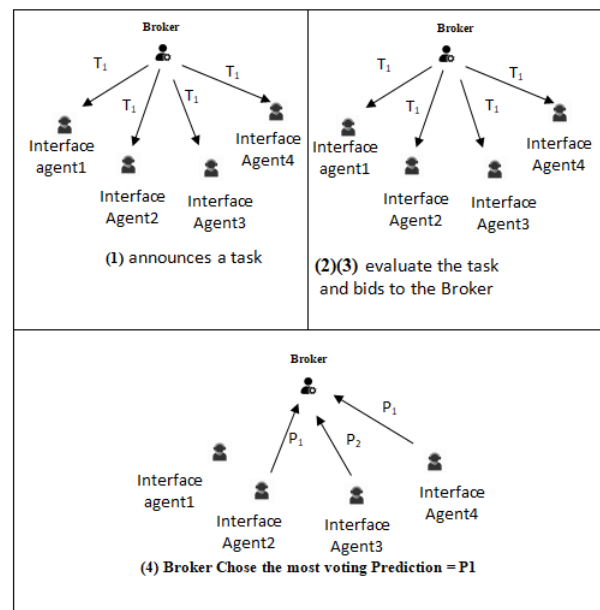 Broker
T1
T1
T1
T1
Interface
agent1
Interface
Agent2
Interface
Agent3
Interface
Agent4
(1) announces a task
Broker
T1
T1
T1
T1
Interface
agent1
Interface
Agent2
Interface
Agent3
Interface
Agent4
(2)(3) evaluate the task
and bids to the Broker
Broker
P1
P2
P1
Interface
agent1
Interface
Agent2
Interface
Agent3
Interface
Agent4
(4) Broker Chose the most voting Prediction = P1